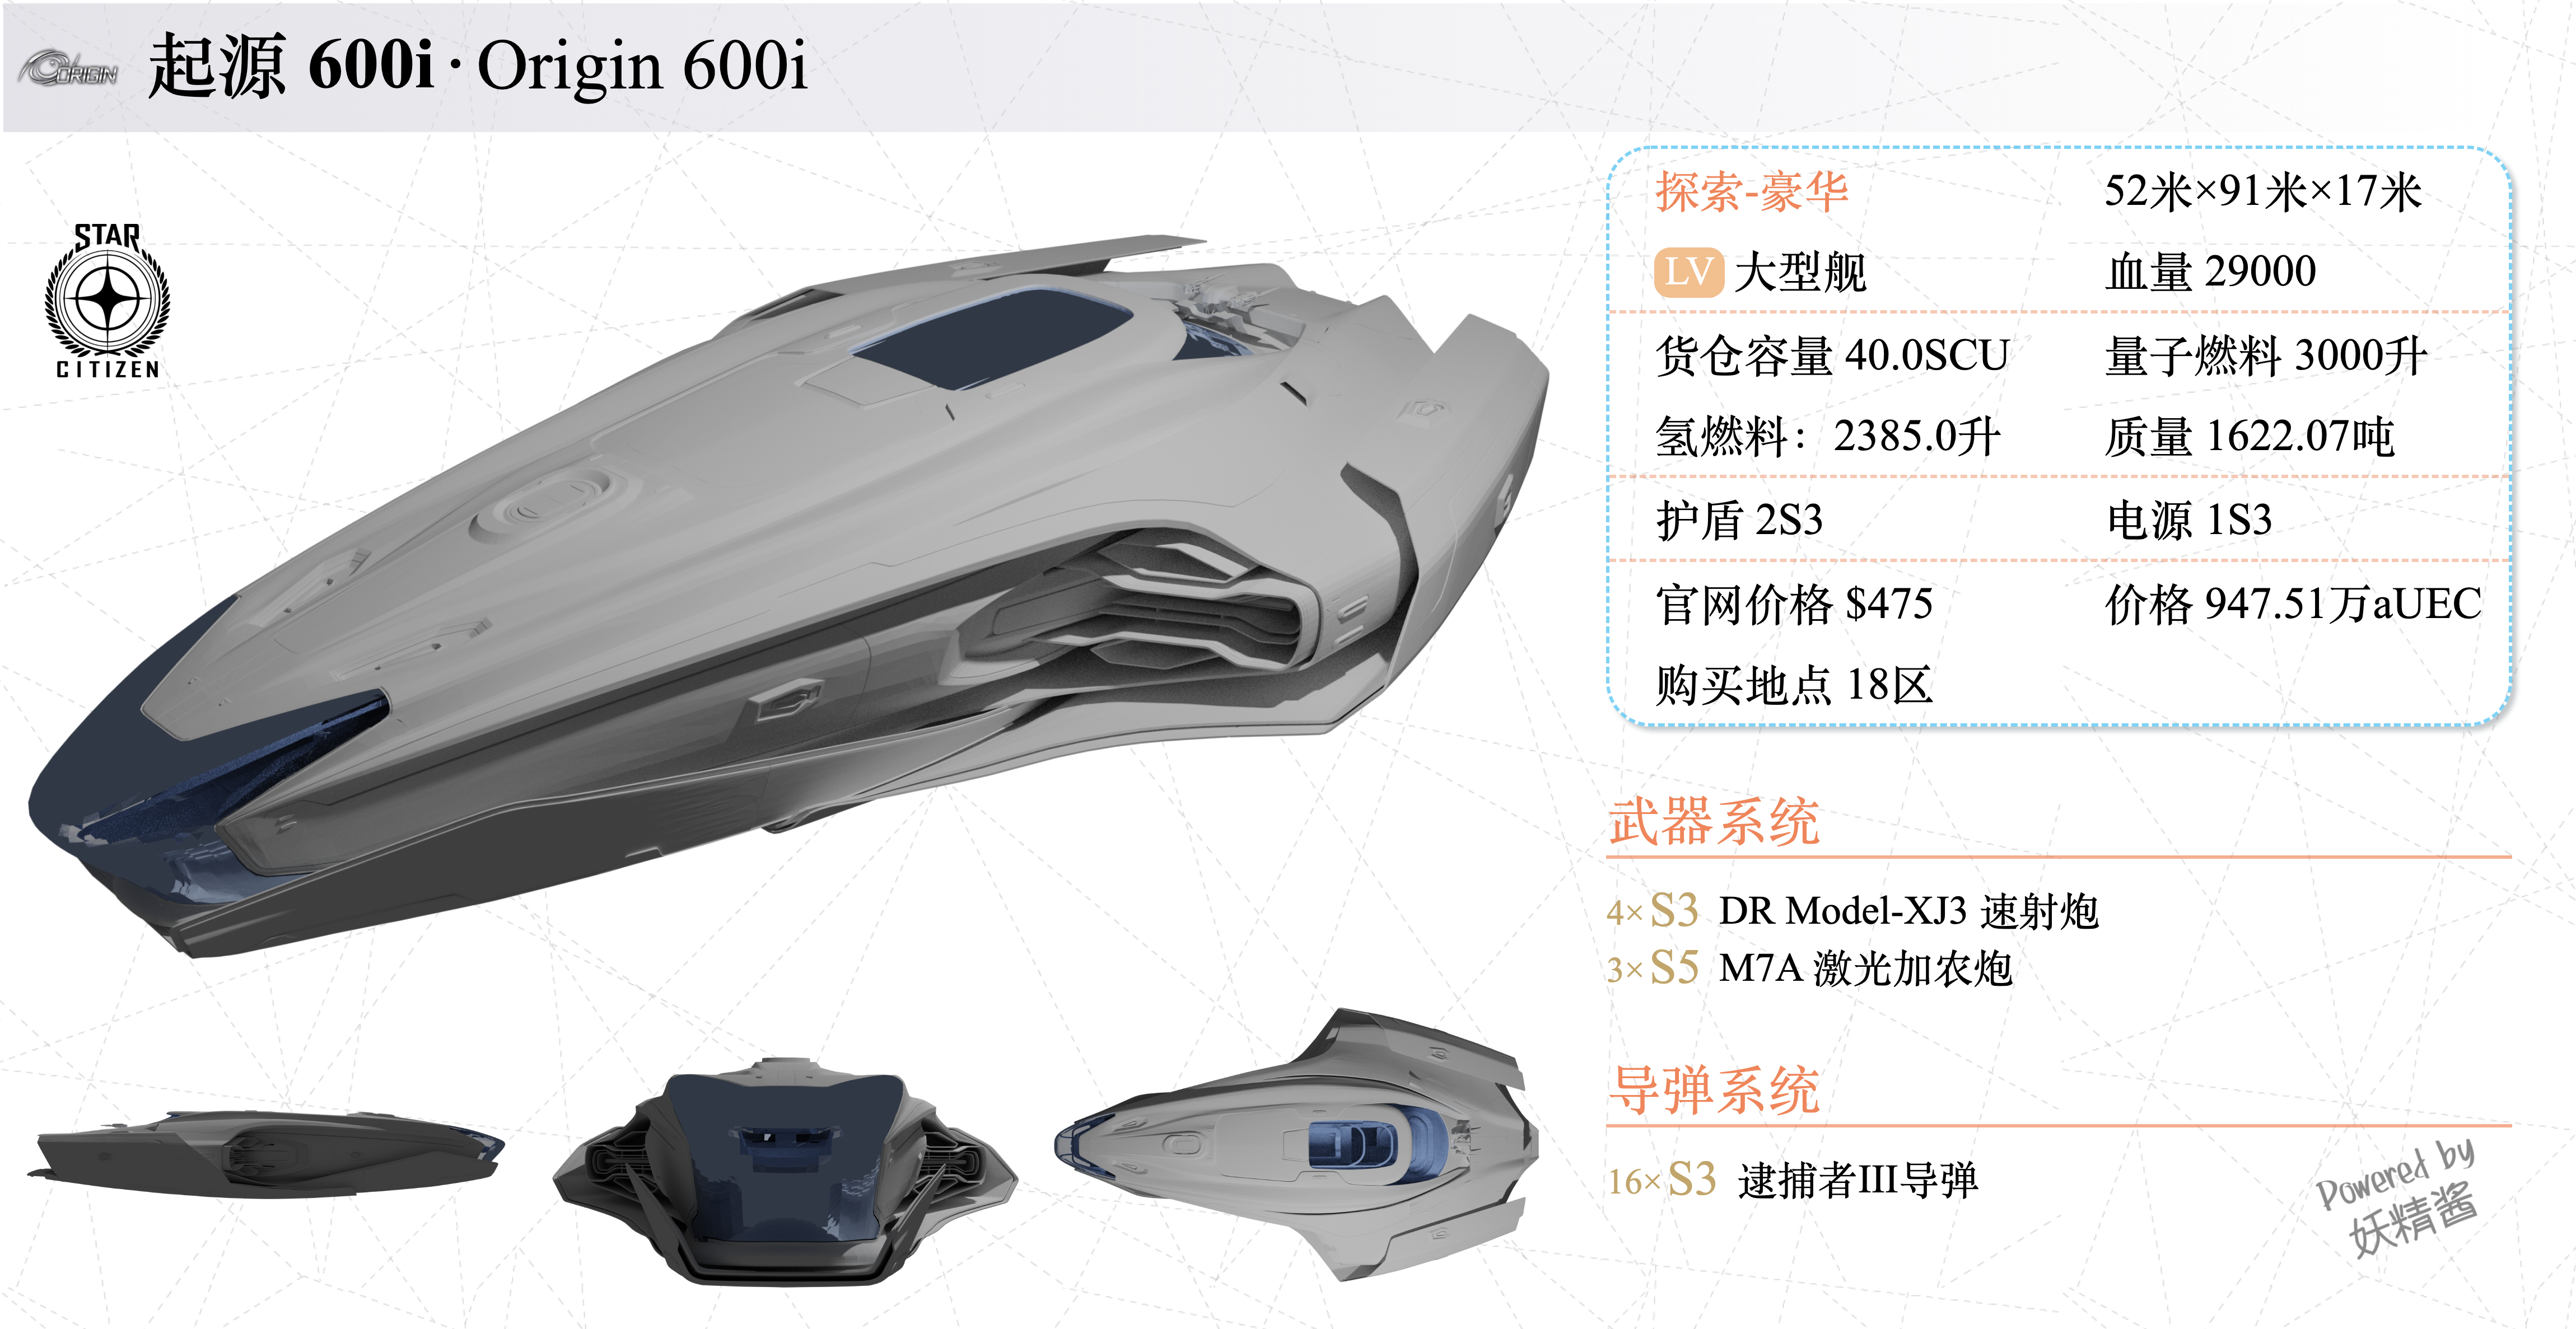 ORIGIN
起源 600i · Origin 600i
STAR
CITIZEN
探索-豪华 52米×91米×17米
LV 大型舰 血量 29000
货仓容量 40.0SCU 量子燃料 3000升
氢燃料：2385.0升 质量 1622.07吨
护盾 2S3 电源 1S3
官网价格 $475 价格 947.51万aUEC
购买地点 18区
武器系统
4× S3 DR Model-XJ3 速射炮
3× S5 M7A 激光加农炮
导弹系统
16× S3 逮捕者III导弹
Powered by
妖精酱